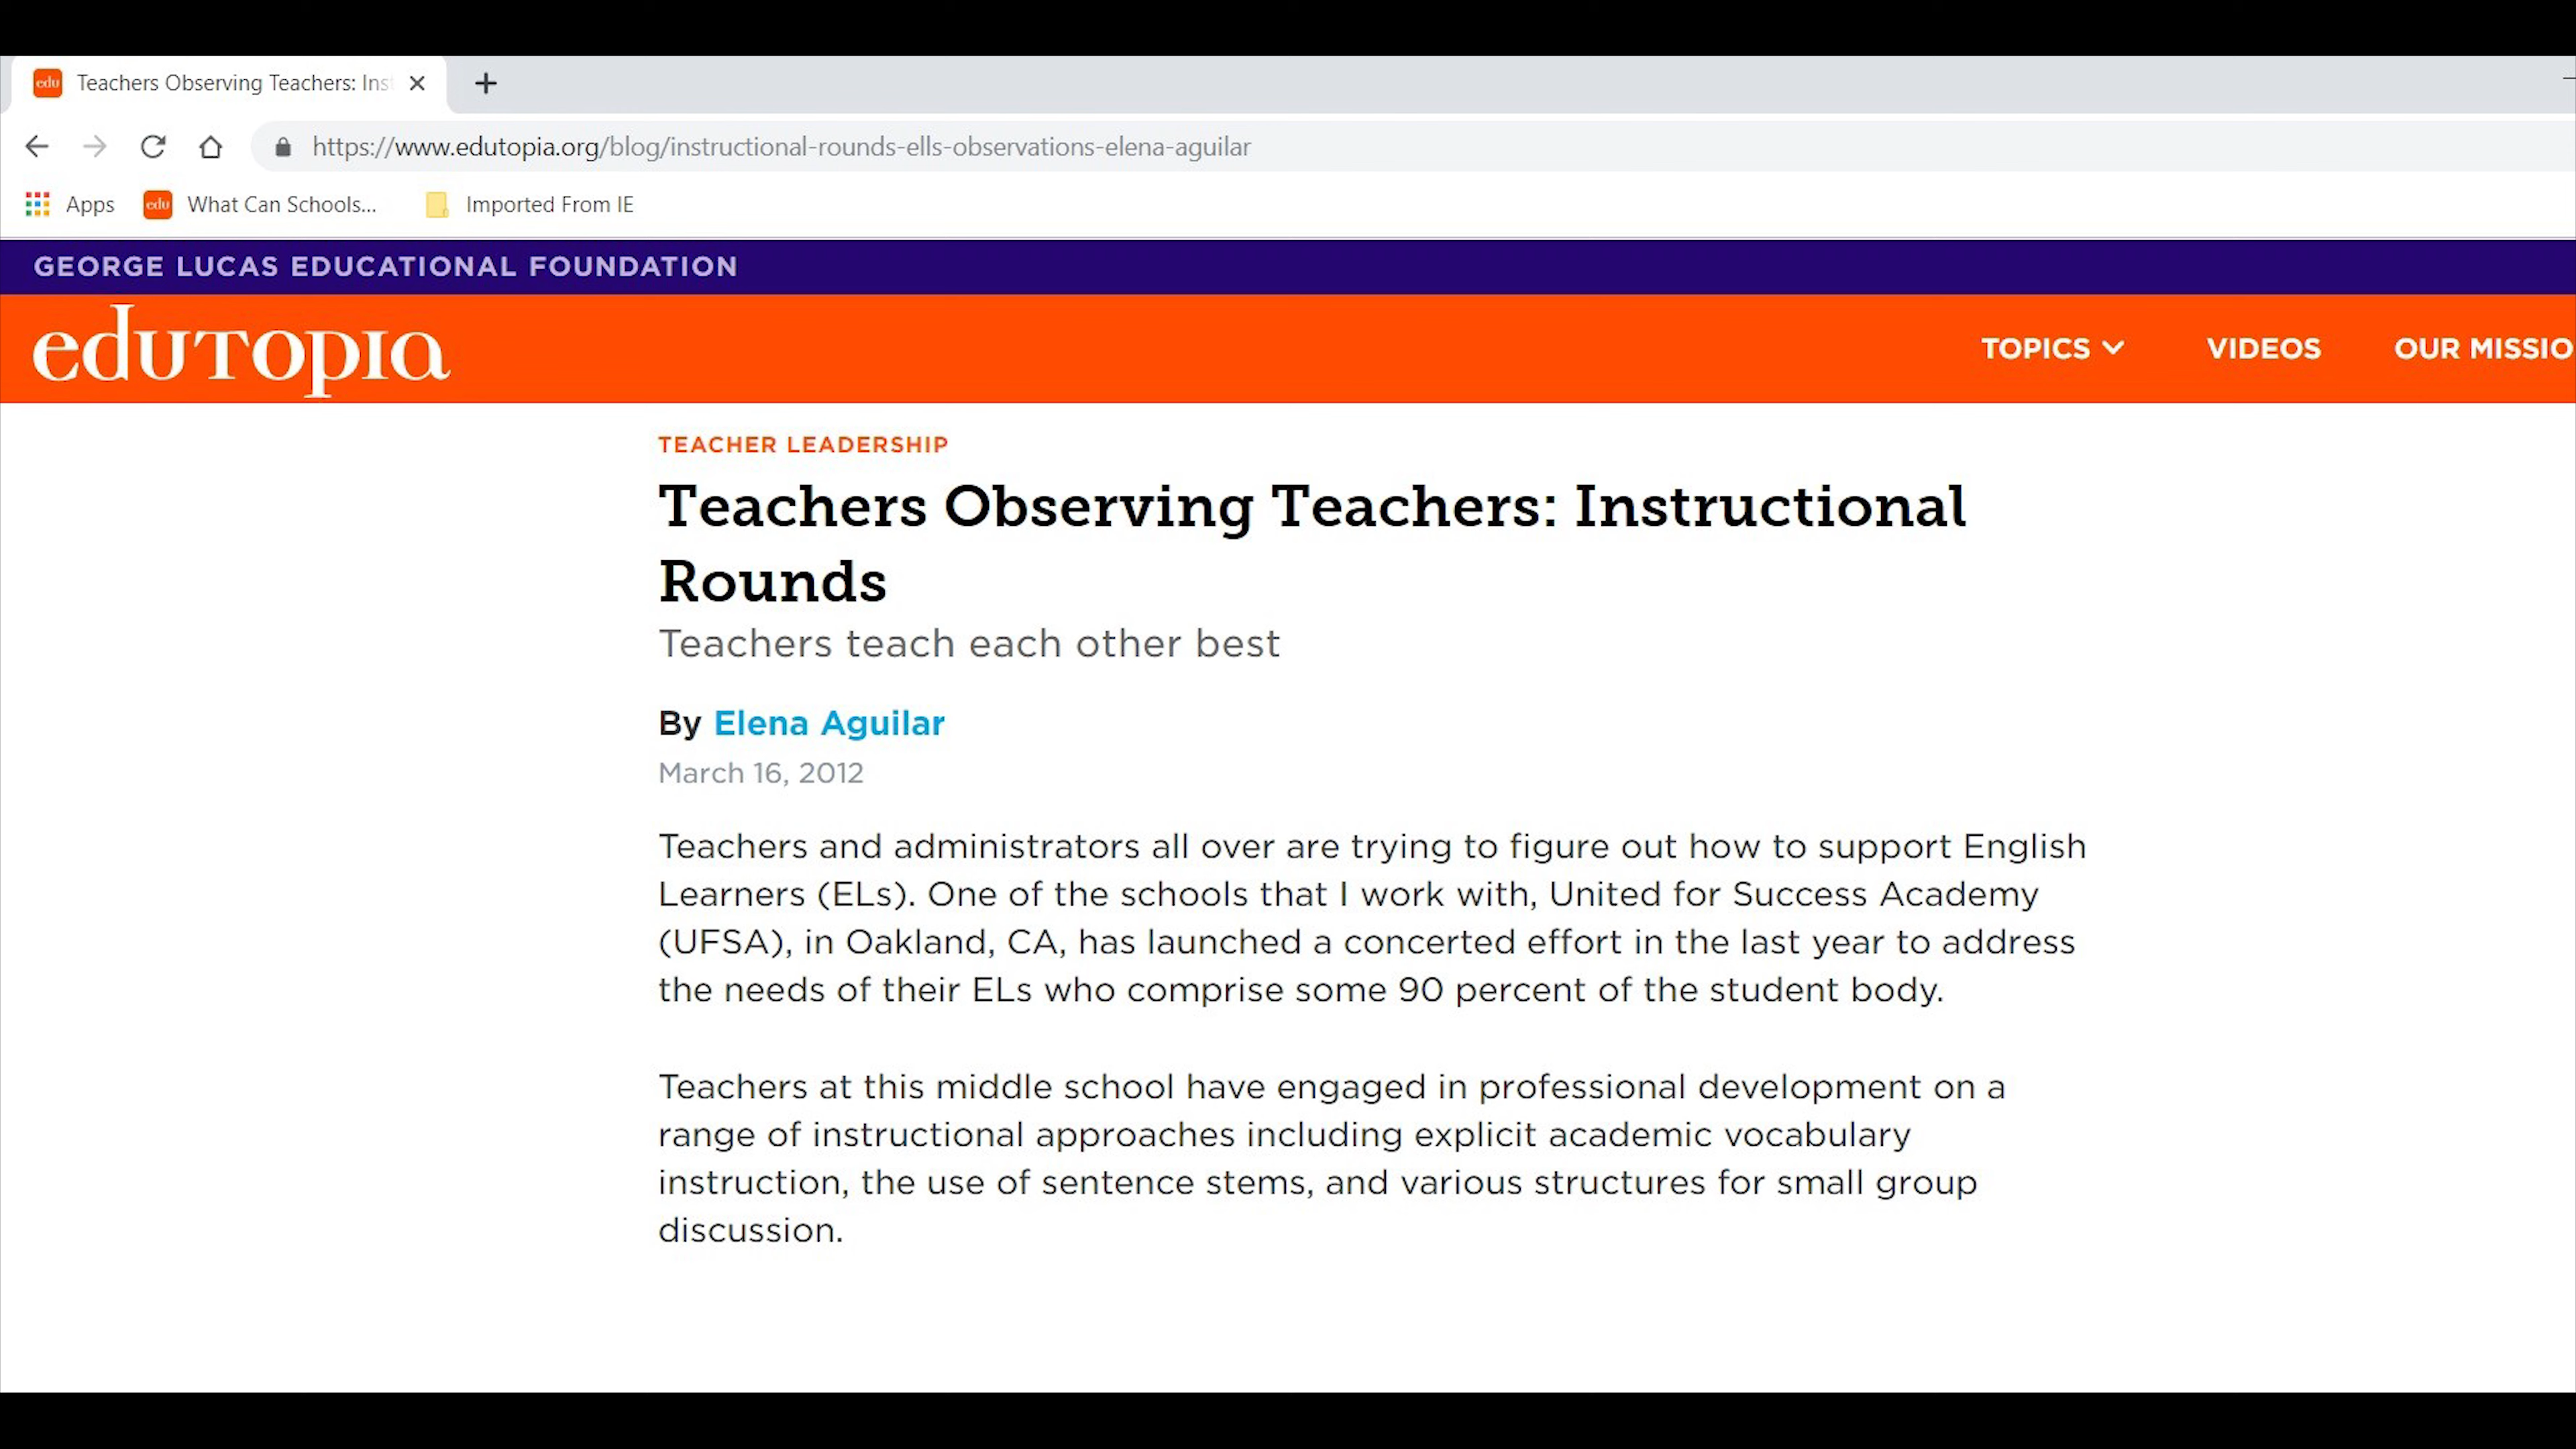 edu Teachers Observing Teachers: Ins
https://www.edutopia.org/blog/instructional-rounds-ells-observations-elena-aguilar
Apps edu What Can Schools... Imported From IE
GEORGE LUCAS EDUCATIONAL FOUNDATION
edUTOpIa TOPICS VIDEOS OUR MISSIO
TEACHER LEADERSHIP
Teachers Observing Teachers: Instructional
Rounds
Teachers teach each other best
By Elena Aguilar
March 16, 2012
Teachers and administrators all over are trying to figure out how to support English
Learners (ELs). One of the schools that I work with, United for Success Academy
(UFSA), in Oakland, CA, has launched a concerted effort in the last year to address
the needs of their ELs who comprise some 90 percent of the student body.
Teachers at this middle school have engaged in professional development on a
range of instructional approaches including explicit academic vocabulary
instruction, the use of sentence stems, and various structures for small group
discussion.